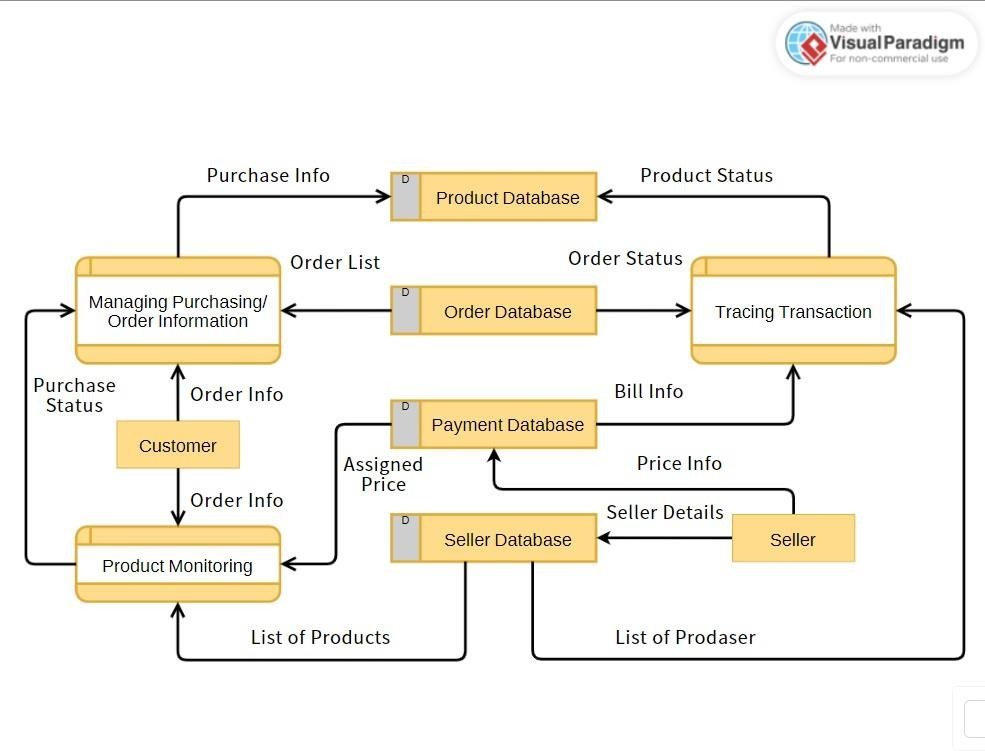 Made with
Visual Paradigm
For non-commercial use
Purchase Info
D
Product Database
Product Status
Order List
Order Status
Managing Purchasing/
Order Information
D
Order Database
Tracing Transaction
Purchase
Status
Order Info
Customer
D
Payment Database
Bill Info
Assigned
Price
Price Info
Order Info
D
Seller Database
Seller Details
Seller
Product Monitoring
List of Products
List of Prodaser